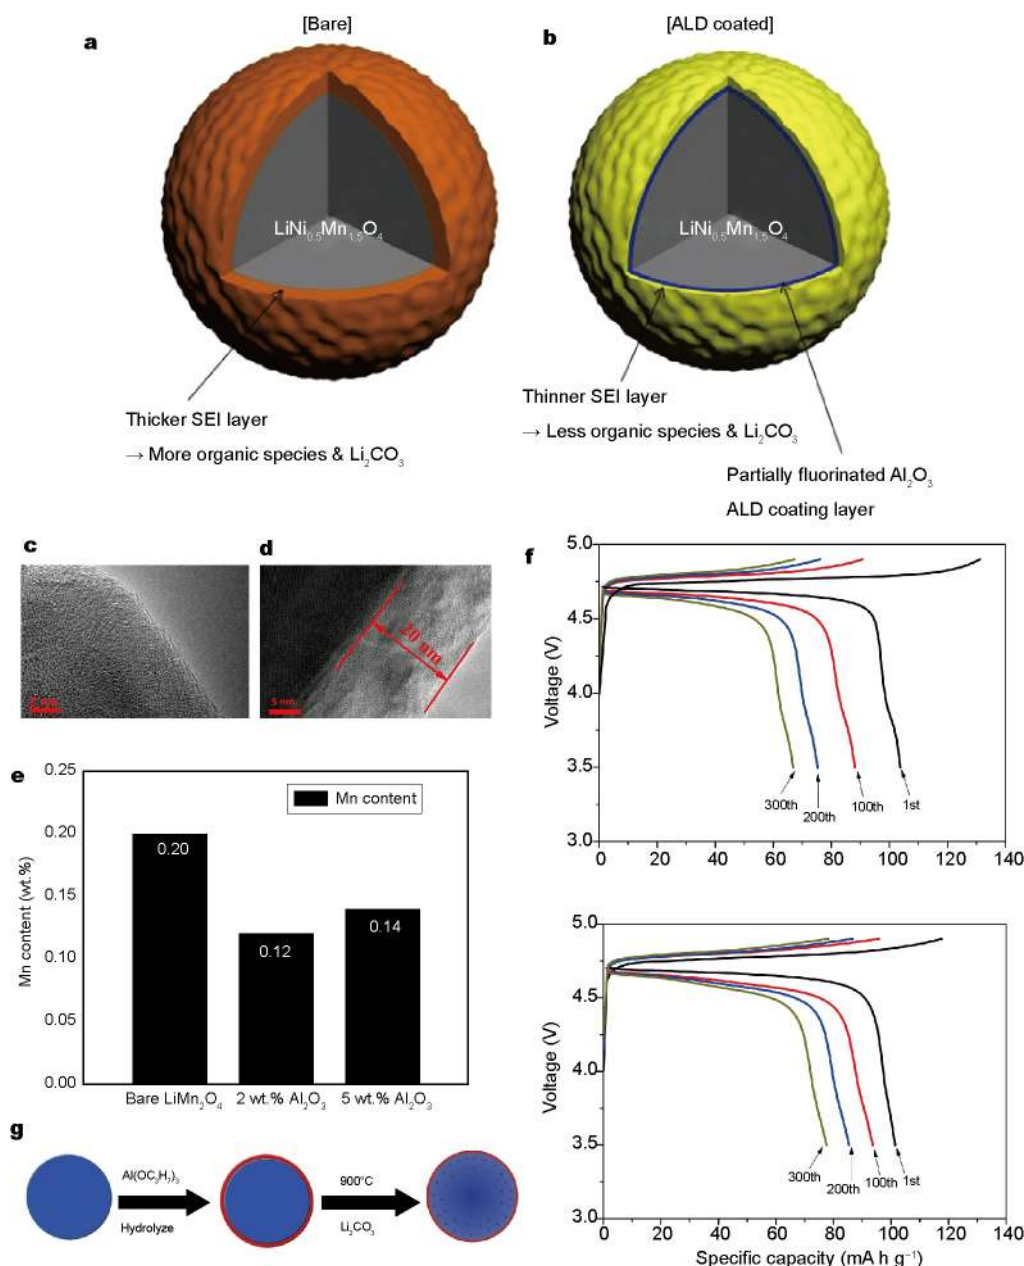 a
[Bare]
b
[ALD coated]
LiNi₀.₅Mn₁.₅O₄
LiNi₀.₅Mn₁.₅O₄
Thicker SEI layer
→ More organic species & Li₂CO₃
Thinner SEI layer
→ Less organic species & Li₂CO₃
Partially fluorinated Al₂O₃
ALD coating layer
c
d
20 nm
5 nm
e
Mn content (wt.%)
0.25
0.20
0.15
0.10
0.05
0.00
Mn content
0.20
0.12
0.14
Bare LiMn₂O₄
2 wt.% Al₂O₃
5 wt.% Al₂O₃
f
Voltage (V)
5.0
4.5
4.0
3.5
3.0
300th
200th
100th
1st
0
20
40
60
80
100
120
140
Voltage (V)
5.0
4.5
4.0
3.5
3.0
300th
200th
100th
1st
0
20
40
60
80
100
120
140
Specific capacity (mA h g⁻¹)
g
Al(OC₃H₇)₃
Hydrolyze
900°C
Li₂CO₃